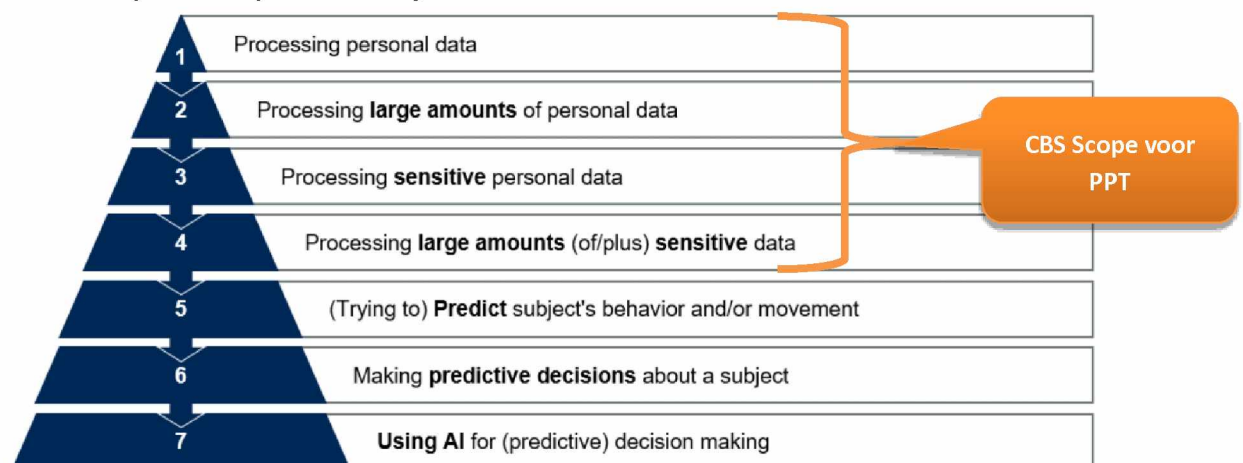 1
Processing personal data
2
Processing large amounts of personal data
3
Processing sensitive personal data
4
Processing large amounts (of/plus) sensitive data
5
(Trying to) Predict subject's behavior and/or movement
6
Making predictive decisions about a subject
7
Using AI for (predictive) decision making
CBS Scope voor
PPT